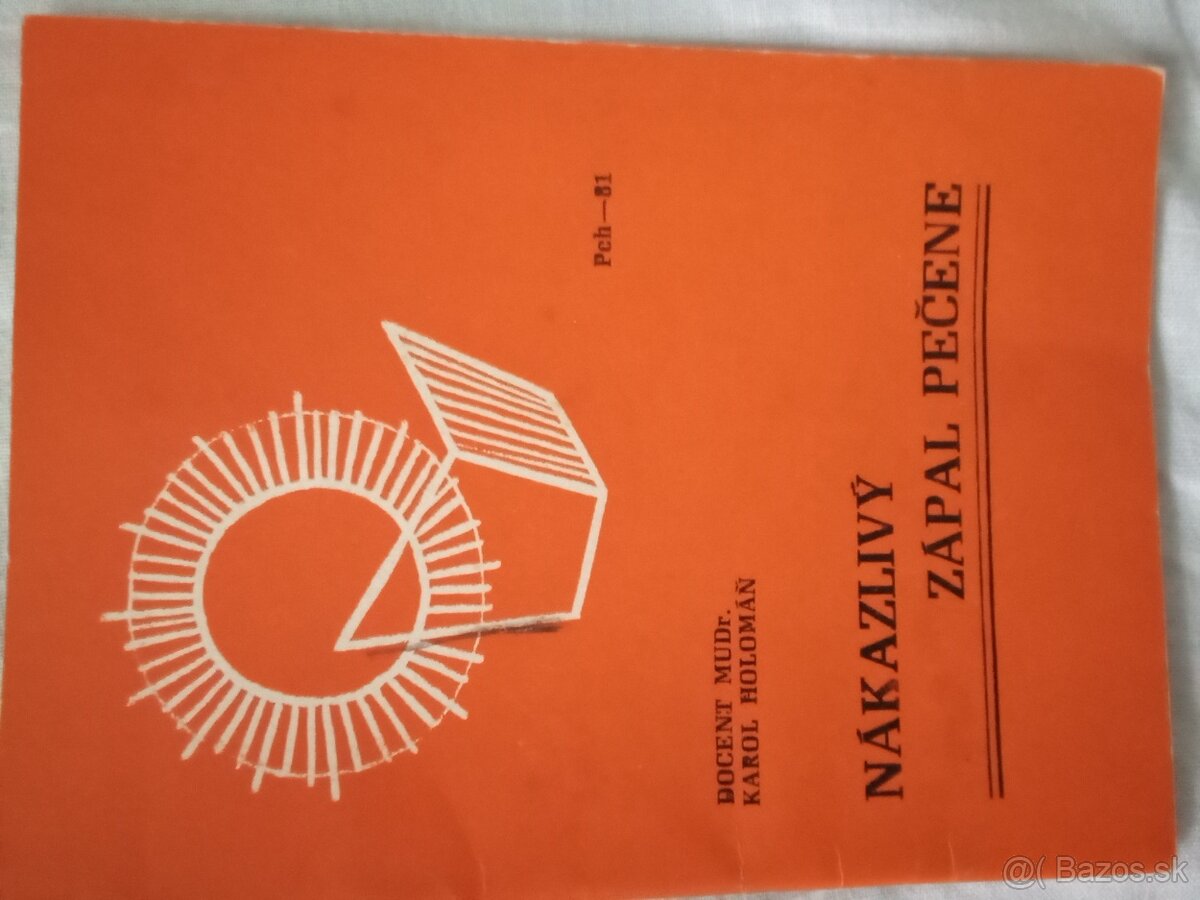 Pch—81
DOCENT MUDr.
KAROL HOLOMÁŇ
NÁKAZLIVÝ
ZÁPAL PEČENE
@( Bazos.sk